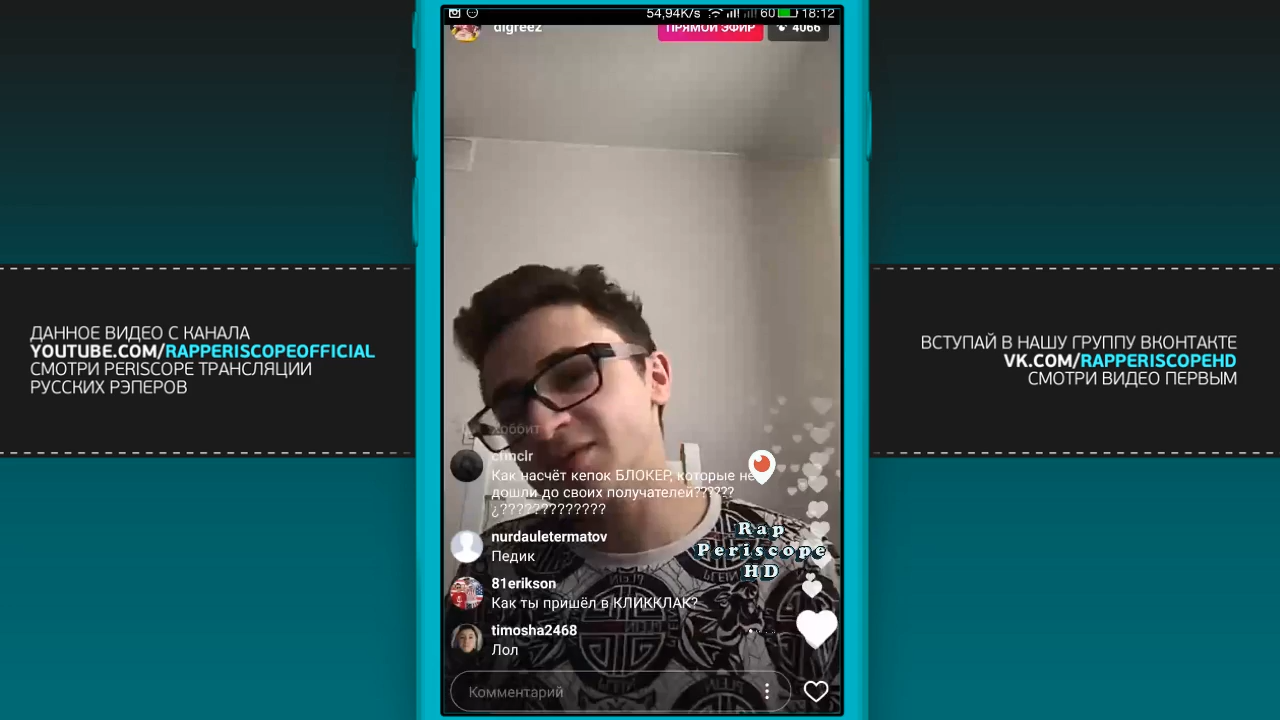 54,94K/s 60 18:12
digree2 ПРЯМОЙ ЭФИР 4066
ДАННОЕ ВИДЕО С КАНАЛА
YOUTUBE.COM/RAPPERISCOPEOFFICIAL
СМОТРИ PERISCOPE ТРАНСЛЯЦИИ
РУССКИХ РЭПЕРОВ
ВСТУПАЙ В НАШУ ГРУППУ ВКОНТАКТЕ
VK.COM/RAPPERISCOPEHD
СМОТРИ ВИДЕО ПЕРВЫМ
Хоббит
Как насчёт кепок БЛОКЕР, которые не
дошли до своих получателей??????
¿?????????????
nurdauletermatov
Педик
81erikson
Как ты пришёл в КЛИККЛАК?
timosha2468
Лол
Rap
Periscope
HD
Комментарий